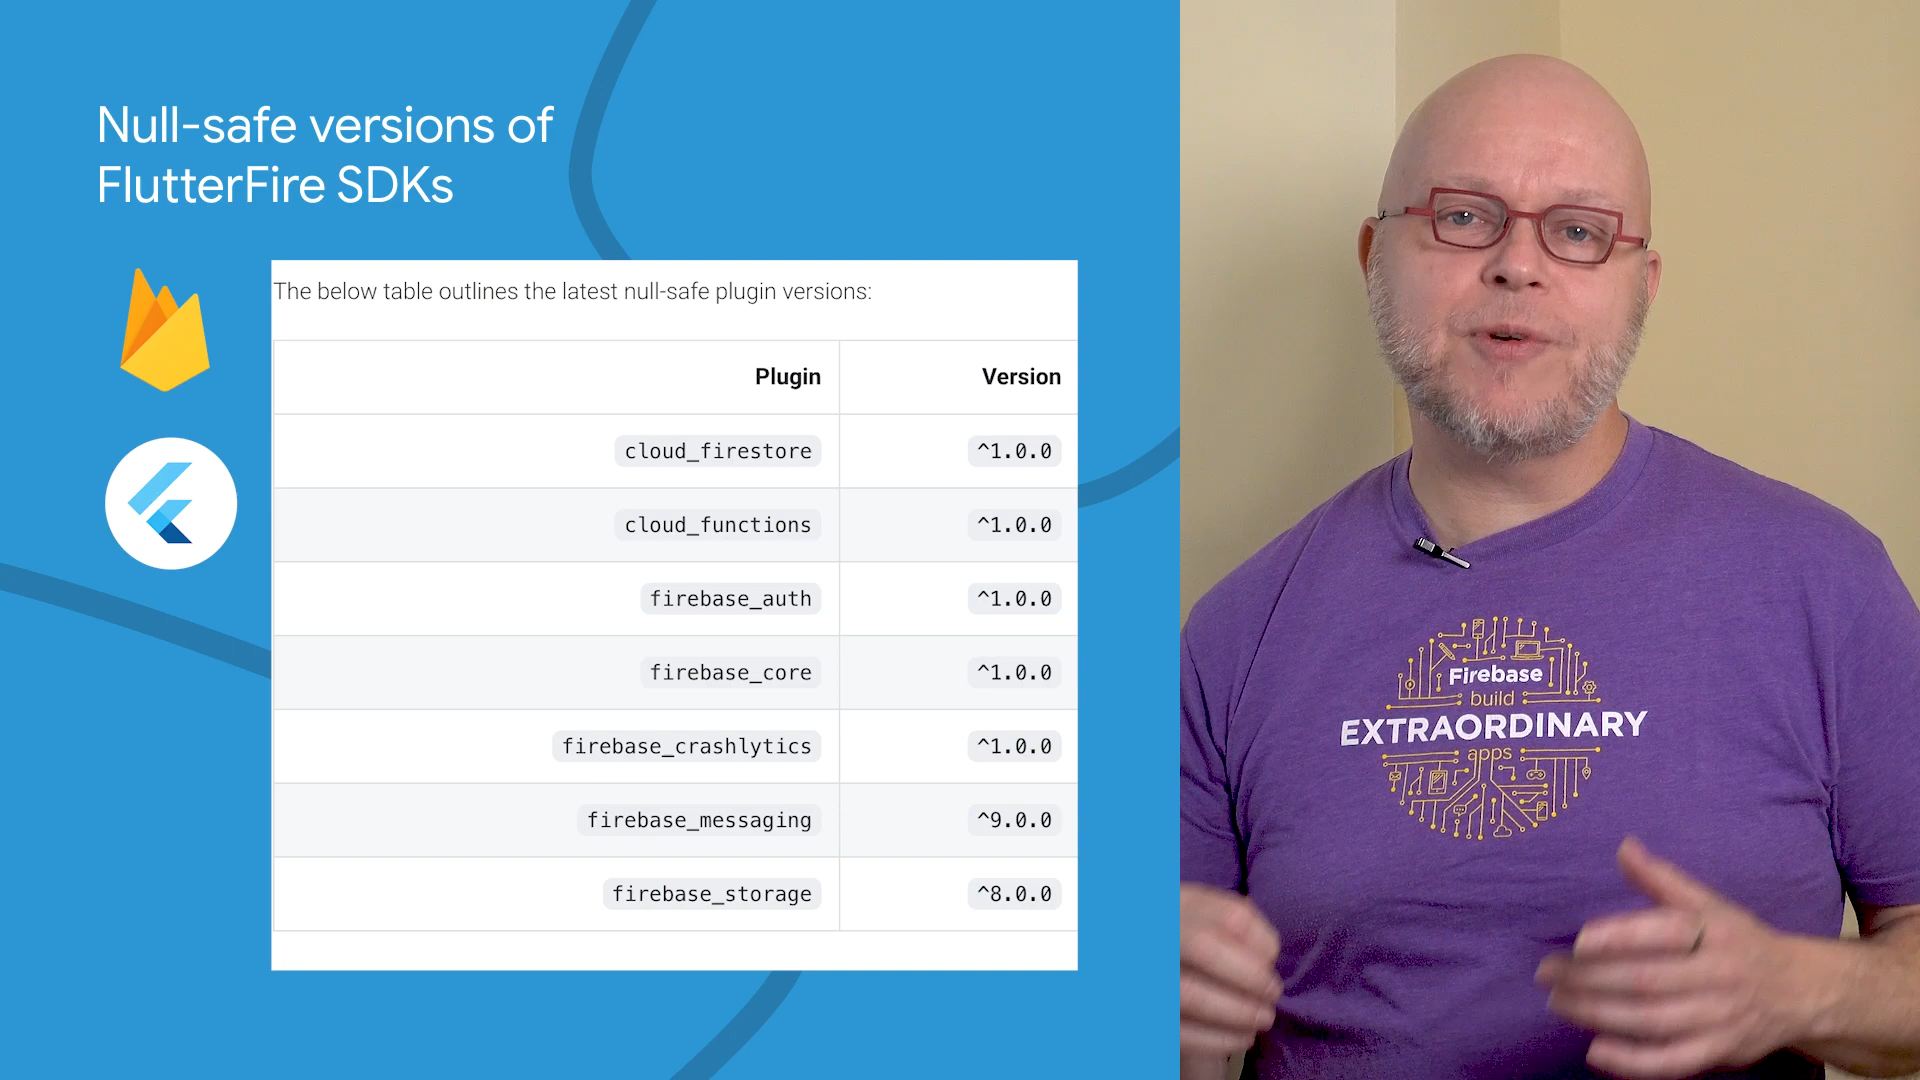 Null-safe versions of
FlutterFire SDKs
The below table outlines the latest null-safe plugin versions:
Plugin Version
cloud_firestore ^1.0.0
cloud_functions ^1.0.0
firebase_auth ^1.0.0
firebase_core ^1.0.0
firebase_crashlytics ^1.0.0
firebase_messaging ^9.0.0
firebase_storage ^8.0.0
Firebase
build
EXTRAORDINARY
apps